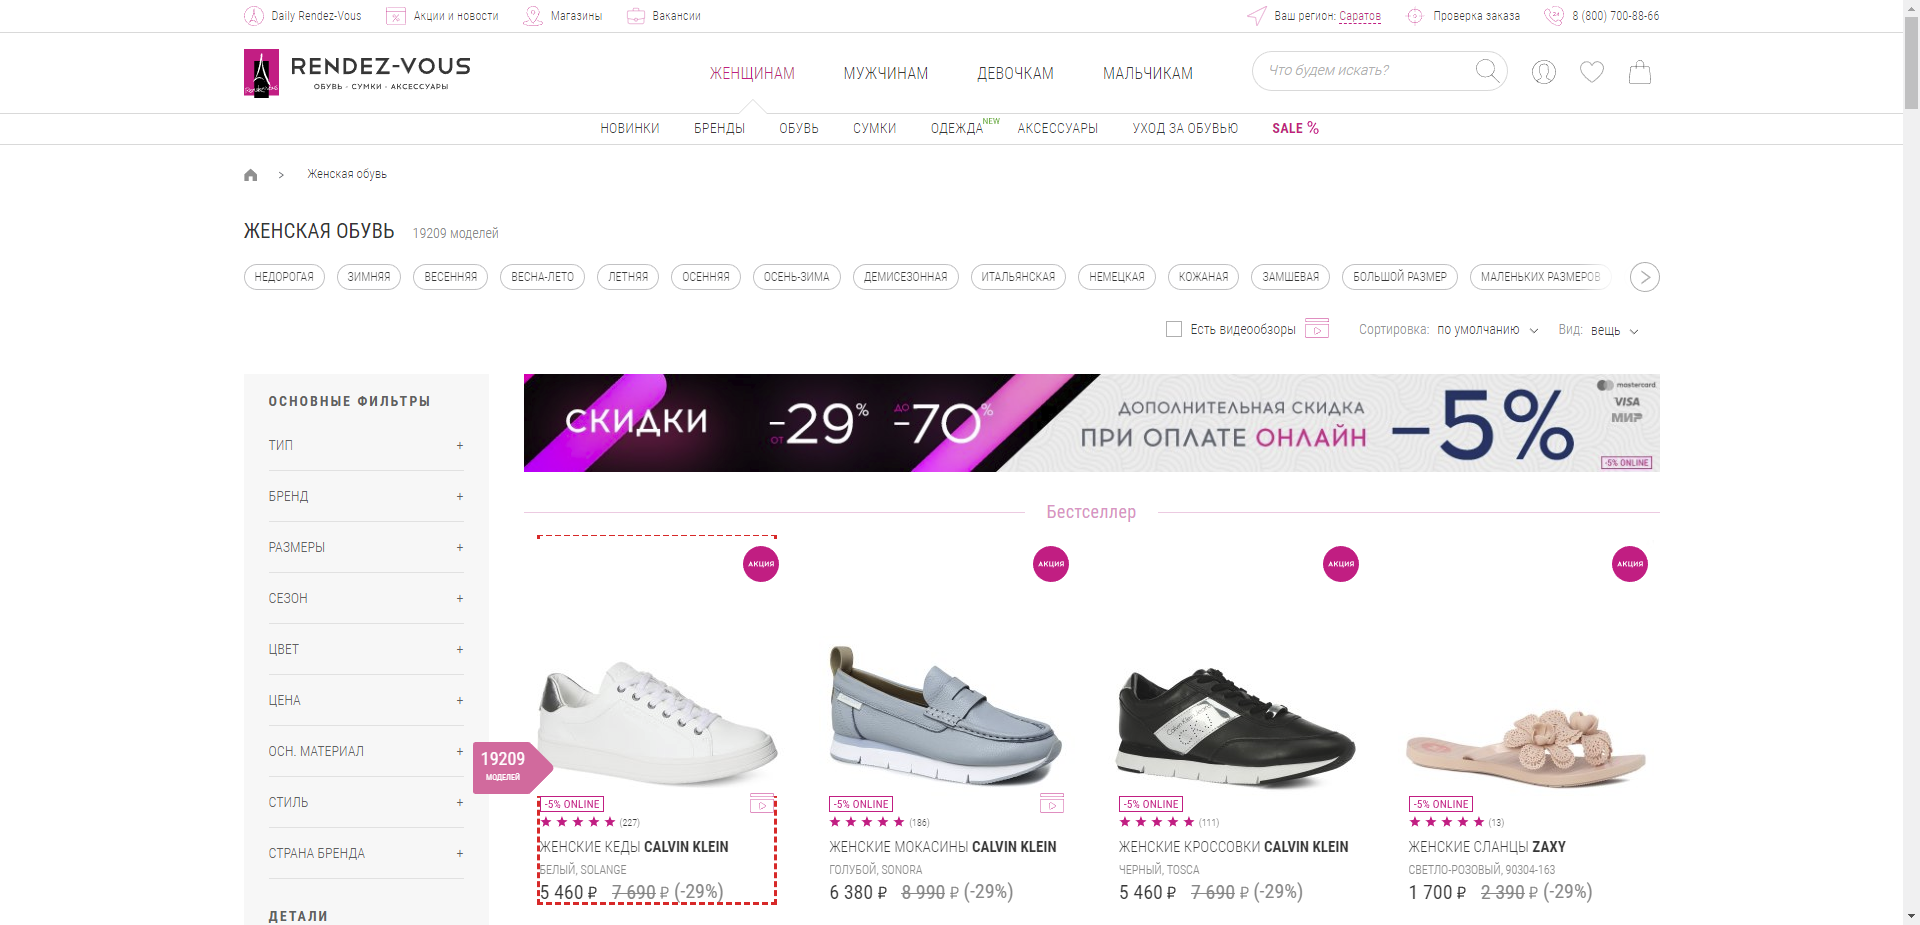 Daily Rendez-Vous
Акции и новости
Магазины
Вакансии
Ваш регион: Саратов
Проверка заказа
8 (800) 700-88-66
RENDEZ-VOUS
ОБУВЬ · СУМКИ · АКСЕССУАРЫ
ЖЕНЩИНАМ
МУЖЧИНАМ
ДЕВОЧКАМ
МАЛЬЧИКАМ
Что будем искать?
НОВИНКИ
БРЕНДЫ
ОБУВЬ
СУМКИ
ОДЕЖДА NEW
АКСЕССУАРЫ
УХОД ЗА ОБУВЬЮ
SALE %
> Женская обувь
ЖЕНСКАЯ ОБУВЬ 19209 моделей
НЕДОРОГАЯ
ЗИМНЯЯ
ВЕСЕННЯЯ
ВЕСНА-ЛЕТО
ЛЕТНЯЯ
ОСЕННЯЯ
ОСЕНЬ-ЗИМА
ДЕМИСЕЗОННАЯ
ИТАЛЬЯНСКАЯ
НЕМЕЦКАЯ
КОЖАНАЯ
ЗАМШЕВАЯ
БОЛЬШОЙ РАЗМЕР
МАЛЕНЬКИХ РАЗМЕРОВ
Есть видеообзоры
Сортировка: по умолчанию
Вид: вещь
ОСНОВНЫЕ ФИЛЬТРЫ
ТИП +
БРЕНД +
РАЗМЕРЫ +
СЕЗОН +
ЦВЕТ +
ЦЕНА +
ОСН. МАТЕРИАЛ +
СТИЛЬ +
СТРАНА БРЕНДА +
ДЕТАЛИ
19209
МОДЕЛЕЙ
СКИДКИ
ОТ -29%
ДО -70%
ДОПОЛНИТЕЛЬНАЯ СКИДКА
ПРИ ОПЛАТЕ ОНЛАЙН
-5%
mastercard
VISA
МИР
-5% ONLINE
Бестселлер
АКЦИЯ
-5% ONLINE
(227)
ЖЕНСКИЕ КЕДЫ CALVIN KLEIN
БЕЛЫЙ, SOLANGE
5 460 ₽ 7 690 ₽ (-29%)
АКЦИЯ
-5% ONLINE
(186)
ЖЕНСКИЕ МОКАСИНЫ CALVIN KLEIN
ГОЛУБОЙ, SONORA
6 380 ₽ 8 990 ₽ (-29%)
АКЦИЯ
-5% ONLINE
(111)
ЖЕНСКИЕ КРОССОВКИ CALVIN KLEIN
ЧЕРНЫЙ, TOSCA
5 460 ₽ 7 690 ₽ (-29%)
АКЦИЯ
-5% ONLINE
(13)
ЖЕНСКИЕ СЛАНЦЫ ZAXY
СВЕТЛО-РОЗОВЫЙ, 90304-163
1 700 ₽ 2 390 ₽ (-29%)